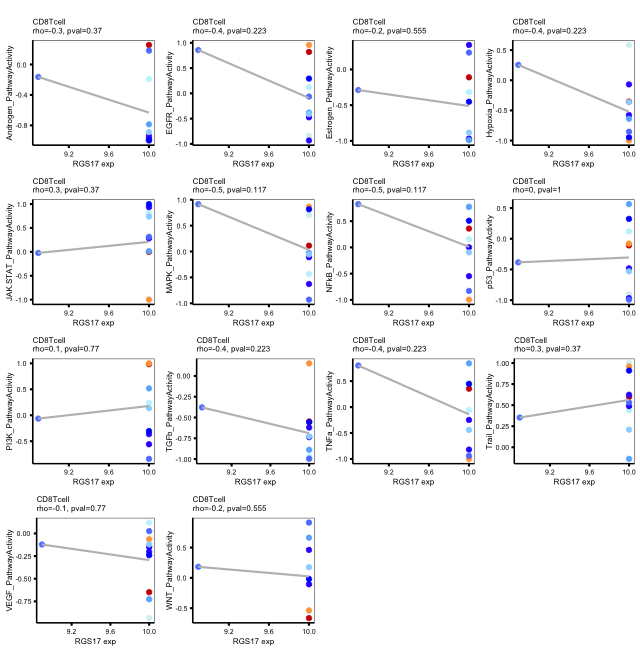 CD8Tcell
rho=-0.3, pval=0.37
Androgen_PathwayActivity
0.0
-0.4
-0.8
9.2
9.6
10.0
RGS17 exp
CD8Tcell
rho=-0.4, pval=0.223
EGFR_PathwayActivity
1.0
0.5
0.0
-0.5
-1.0
9.2
9.6
10.0
RGS17 exp
CD8Tcell
rho=-0.2, pval=0.555
Estrogen_PathwayActivity
0.0
-0.5
-1.0
9.2
9.6
10.0
RGS17 exp
CD8Tcell
rho=-0.4, pval=0.223
Hypoxia_PathwayActivity
0.5
0.0
-0.5
-1.0
9.2
9.6
10.0
RGS17 exp
CD8Tcell
rho=0.3, pval=0.37
JAK-STAT_PathwayActivity
1.0
0.5
0.0
-0.5
-1.0
9.2
9.6
10.0
RGS17 exp
CD8Tcell
rho=-0.5, pval=0.117
MAPK_PathwayActivity
1.0
0.5
0.0
-0.5
-1.0
9.2
9.6
10.0
RGS17 exp
CD8Tcell
rho=-0.5, pval=0.117
NFkB_PathwayActivity
0.5
0.0
-0.5
-1.0
9.2
9.6
10.0
RGS17 exp
CD8Tcell
rho=0, pval=1
p53_PathwayActivity
0.5
0.0
-0.5
-1.0
9.2
9.6
10.0
RGS17 exp
CD8Tcell
rho=0.1, pval=0.77
PI3K_PathwayActivity
1.0
0.5
0.0
-0.5
9.2
9.6
10.0
RGS17 exp
CD8Tcell
rho=-0.4, pval=0.223
TGFb_PathwayActivity
0.00
-0.25
-0.50
-0.75
-1.00
9.2
9.6
10.0
RGS17 exp
CD8Tcell
rho=-0.4, pval=0.223
TNFa_PathwayActivity
0.5
0.0
-0.5
-1.0
9.2
9.6
10.0
RGS17 exp
CD8Tcell
rho=0.3, pval=0.37
Trail_PathwayActivity
1.00
0.75
0.50
0.25
0.00
9.2
9.6
10.0
RGS17 exp
CD8Tcell
rho=-0.1, pval=0.77
VEGF_PathwayActivity
0.00
-0.25
-0.50
-0.75
9.2
9.6
10.0
RGS17 exp
CD8Tcell
rho=-0.2, pval=0.555
WNT_PathwayActivity
0.5
0.0
-0.5
9.2
9.6
10.0
RGS17 exp